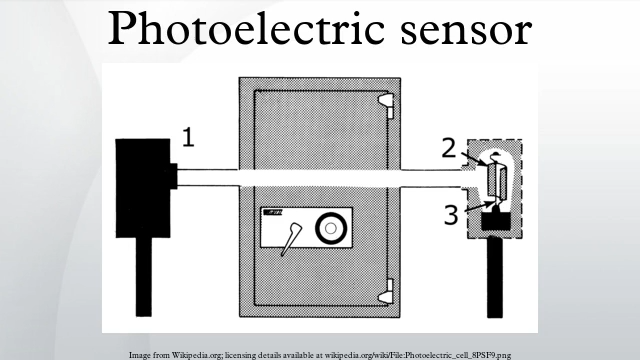 Photoelectric sensor
1
2
3
Image from Wikipedia.org; licensing details available at wikipedia.org/wiki/File:Photoelectric_cell_8PSF9.png